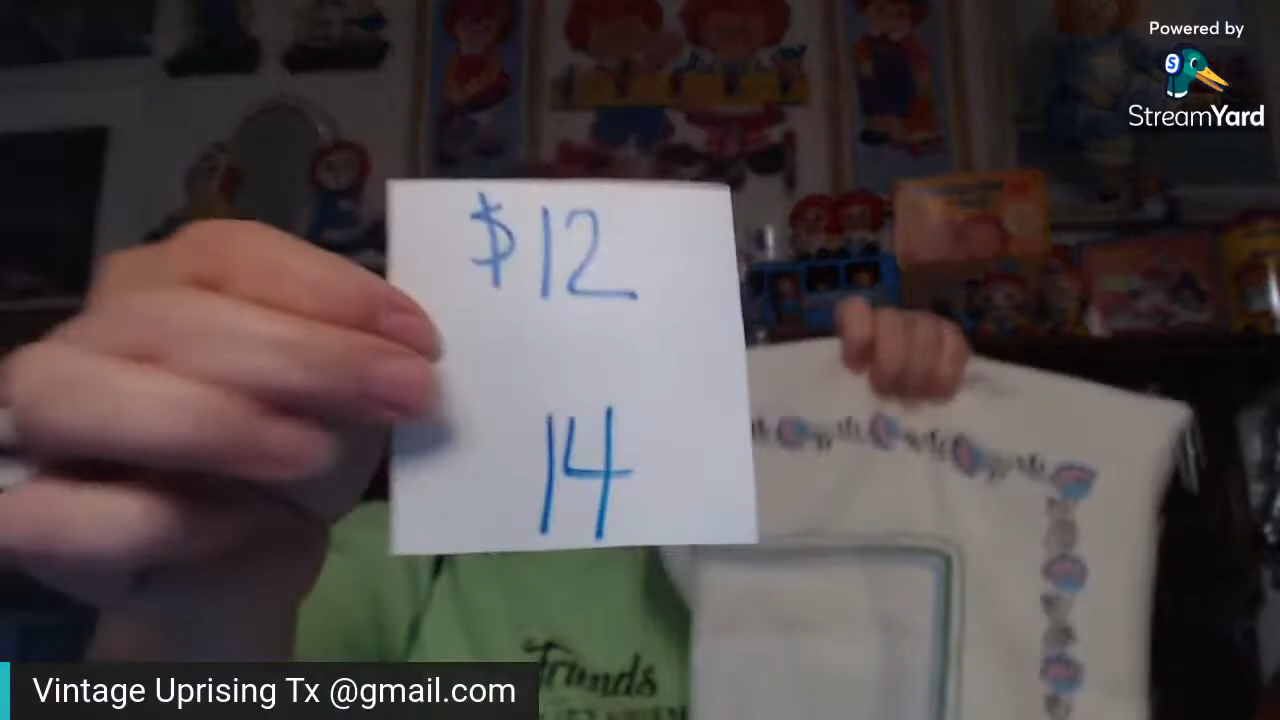 Powered by
StreamYard
$12
14
Friends
Vintage Uprising Tx @gmail.com